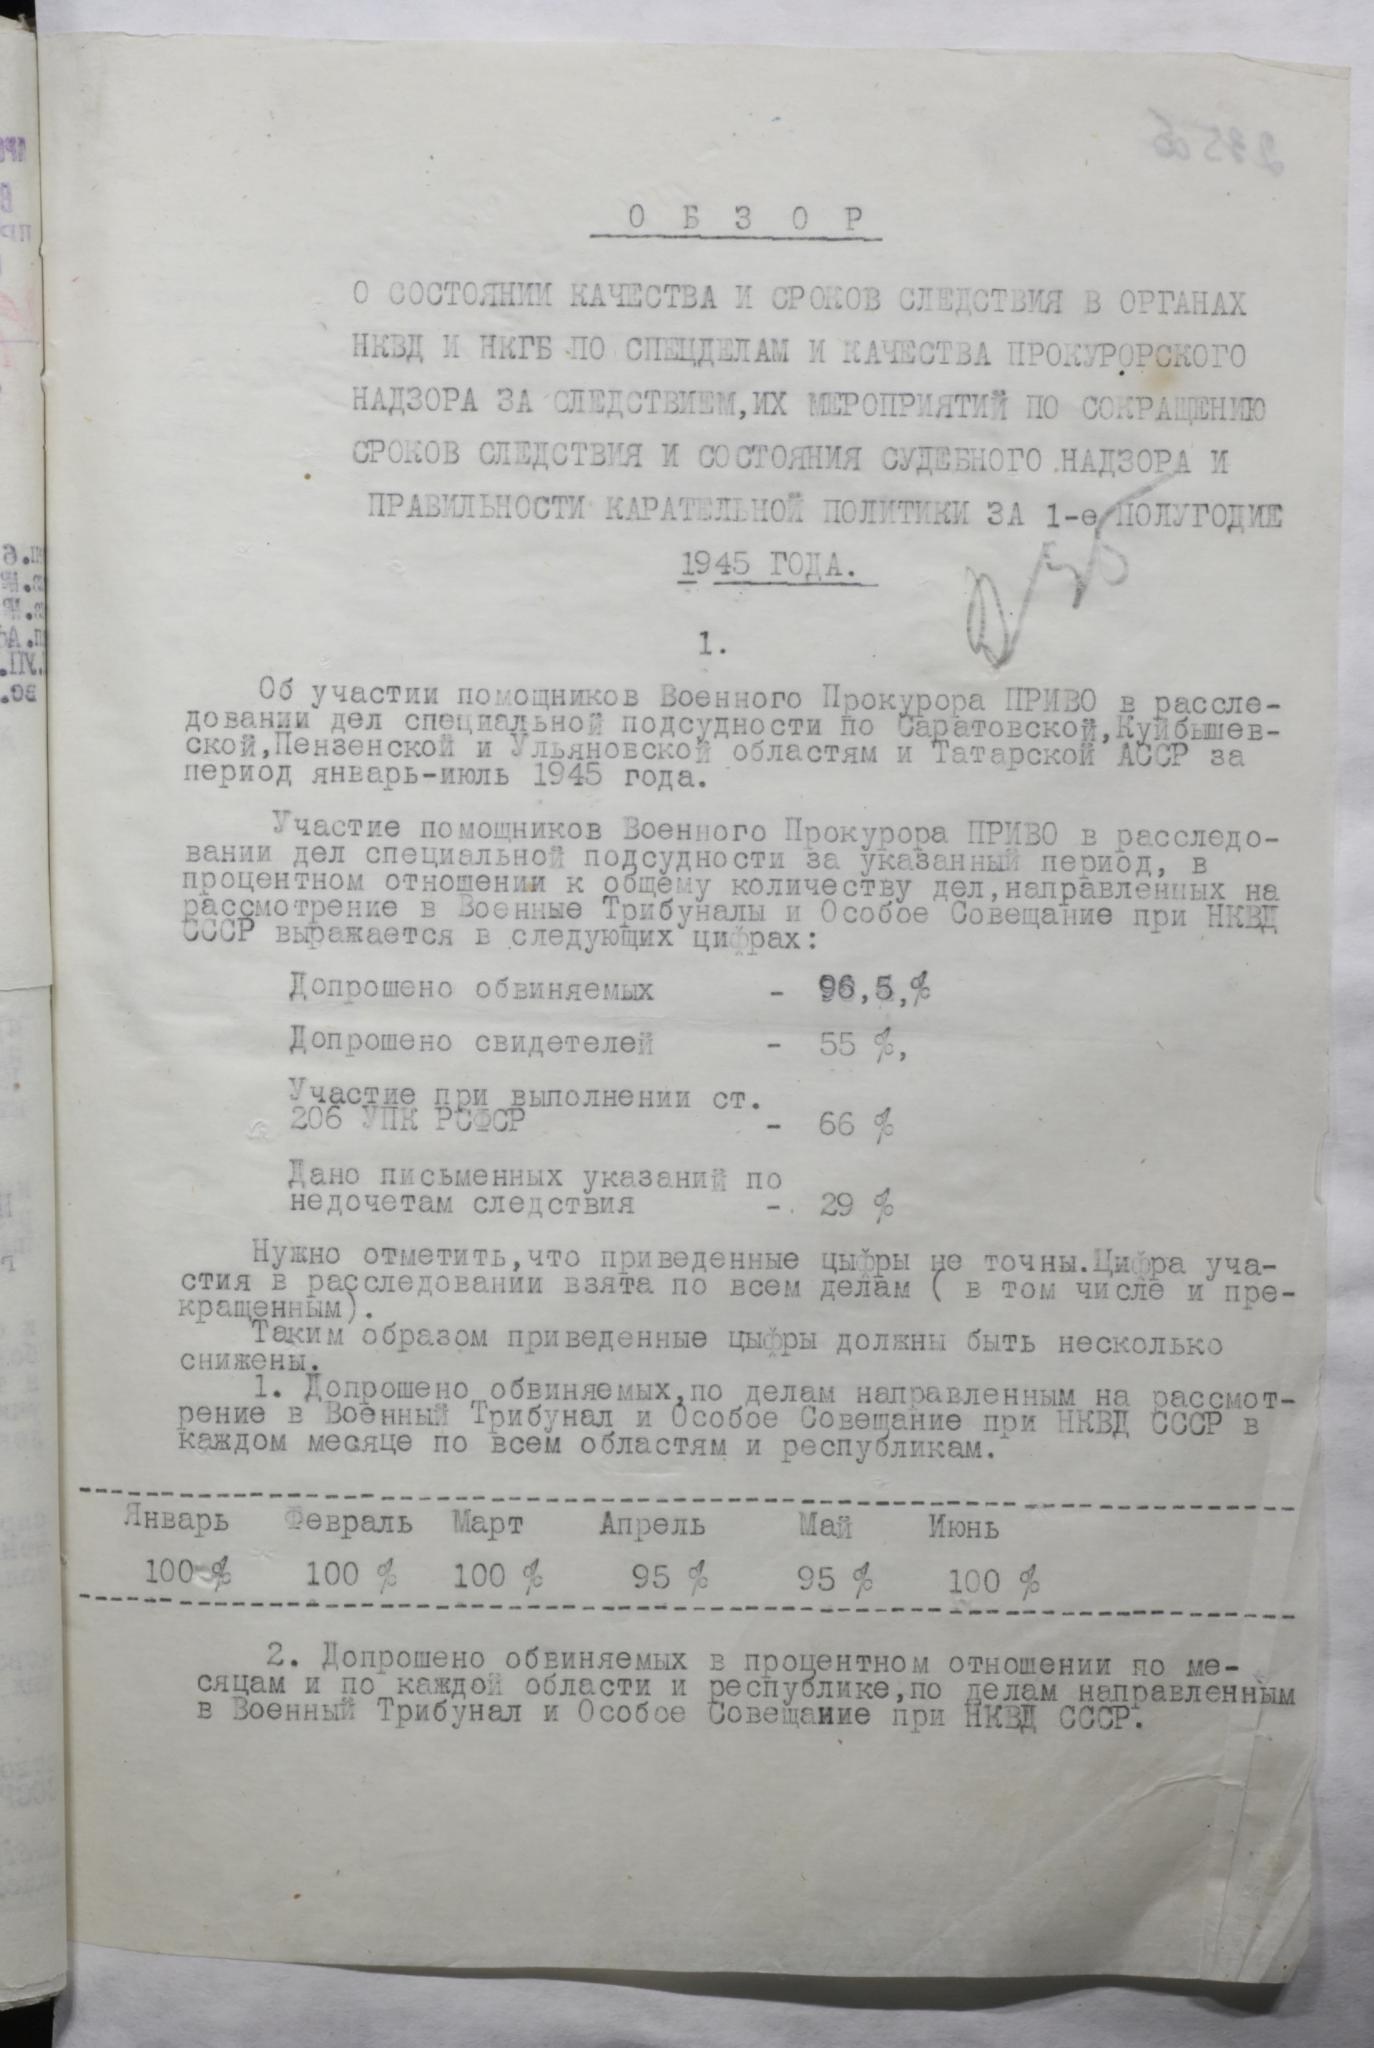 О Б З О Р
О СОСТОЯНИИ КАЧЕСТВА И СРОКОВ СЛЕДСТВИЯ В ОРГАНАХ
НКВД И НКГБ ПО СПЕЦДЕЛАМ И КАЧЕСТВА ПРОКУРОРСКОГО
НАДЗОРА ЗА СЛЕДСТВИЕМ,ИХ МЕРОПРИЯТИЙ ПО СОКРАЩЕНИЮ
СРОКОВ СЛЕДСТВИЯ И СОСТОЯНИЯ СУДЕБНОГО НАДЗОРА И
ПРАВИЛЬНОСТИ КАРАТЕЛЬНОЙ ПОЛИТИКИ ЗА 1-е ПОЛУГОДИЕ
1945 ГОДА.
1.
Об участии помощников Военного Прокурора ПРИВО в рассле-
довании дел специальной подсудности по Саратовской,Куйбышев-
ской,Пензенской и Ульяновской областям и Татарской АССР за
период январь-июль 1945 года.
Участие помощников Военного Прокурора ПРИВО в расследо-
вании дел специальной подсудности за указанный период, в
процентном отношении к общему количеству дел,направленных на
рассмотрение в Военные Трибуналы и Особое Совещание при НКВД
СССР выражается в следующих цифрах:
Допрошено обвиняемых - 96,5,%
Допрошено свидетелей - 55 %,
Участие при выполнении ст.
206 УПК РСФСР - 66 %
Дано письменных указаний по
недочетам следствия -. 29 %
Нужно отметить,что приведенные цыфры не точны.Цифра уча-
стия в расследовании взята по всем делам ( в том числе и пре-
кращенным).
Таким образом приведенные цыфры должны быть несколько
снижены.
1. Допрошено обвиняемых,по делам направленным на рассмот-
рение в Военный Трибунал и Особое Совещание при НКВД СССР в
каждом месяце по всем областям и республикам.
Январь Февраль Март Апрель Май Июнь
100 % 100 % 100 % 95 % 95 % 100 %
2. Допрошено обвиняемых в процентном отношении по ме-
сяцам и по каждой области и республике,по делам направленным
в Военный Трибунал и Особое Совещание при НКВД СССР.